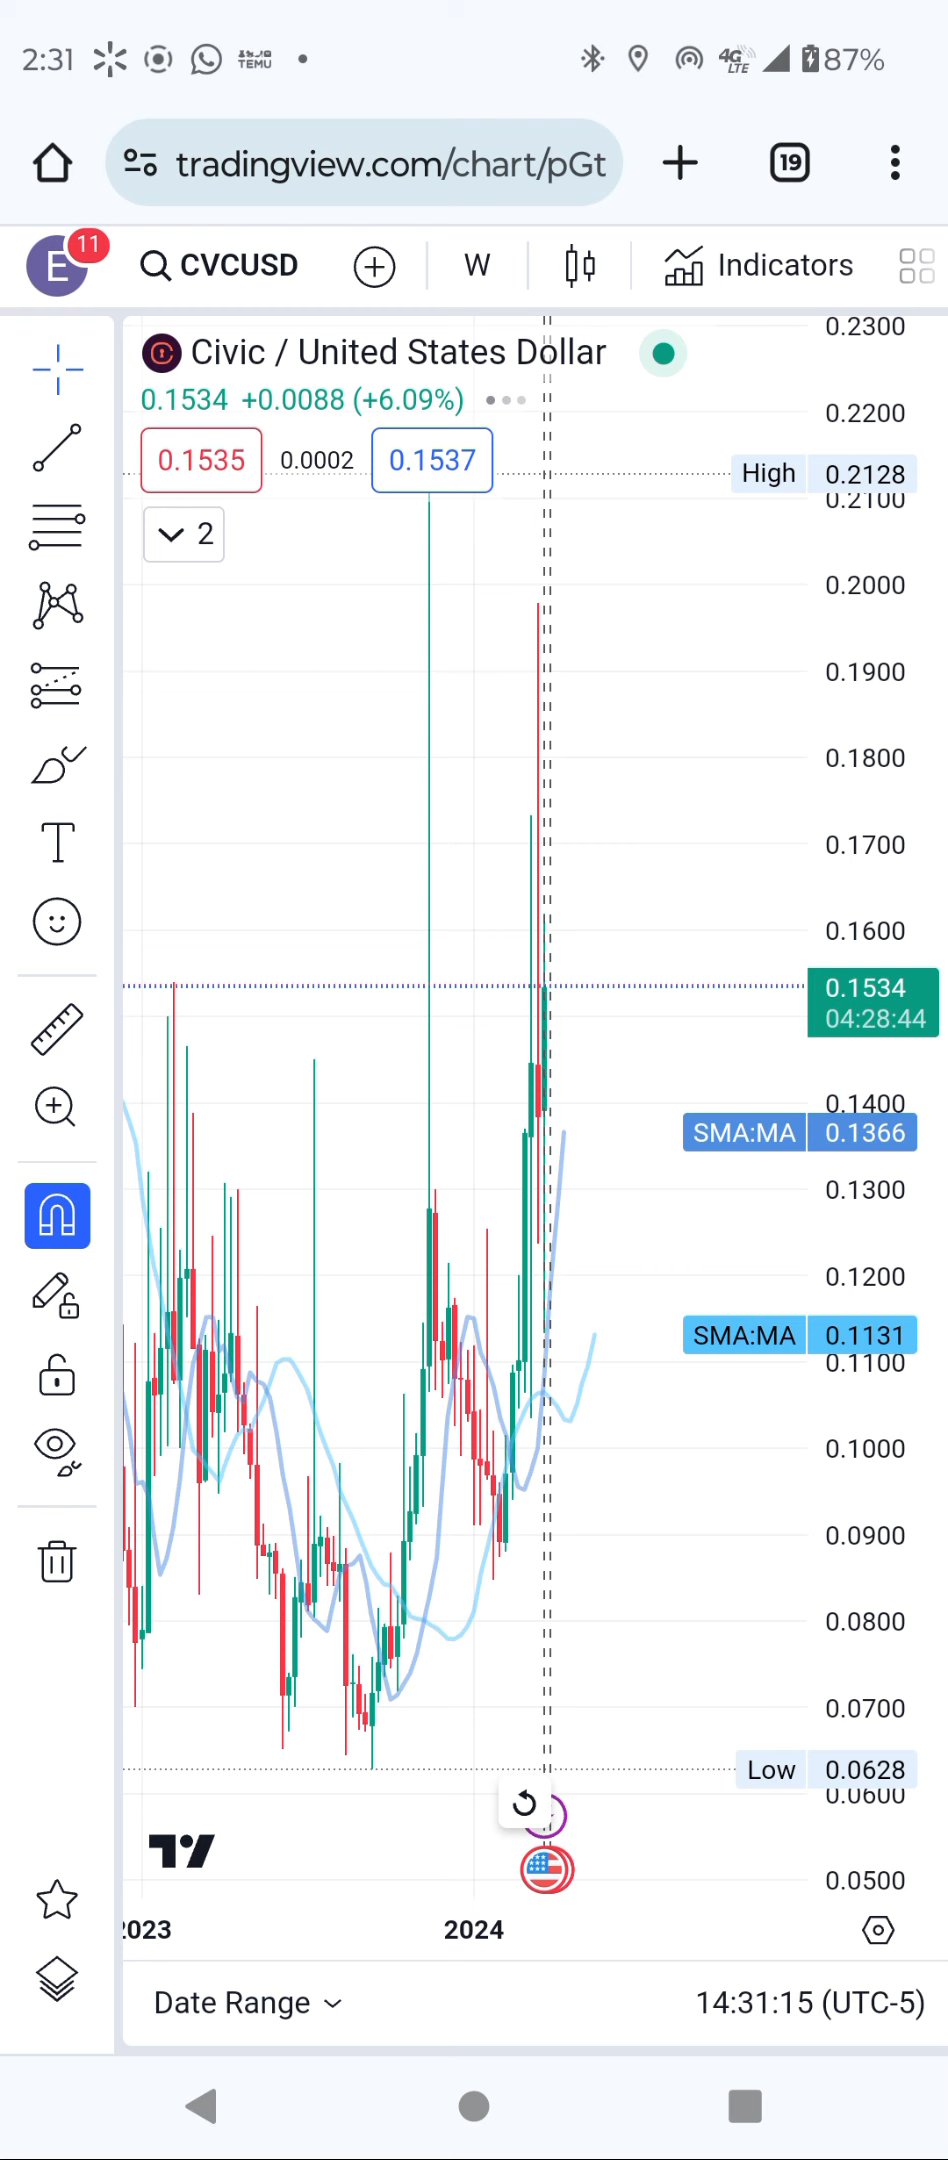 2:31 TEMU 4G LTE 87%
tradingview.com/chart/pGt 19
E 11 CVCUSD W Indicators
Civic / United States Dollar
0.1534 +0.0088 (+6.09%)
0.1535 0.0002 0.1537
2
0.2300
0.2200
High 0.2128
0.2100
0.2000
0.1900
0.1800
0.1700
0.1600
0.1534
04:28:44
0.1400
SMA:MA 0.1366
0.1300
0.1200
SMA:MA 0.1131
0.1100
0.1000
0.0900
0.0800
0.0700
Low 0.0628
0.0600
0.0500
2023 2024
Date Range 14:31:15 (UTC-5)